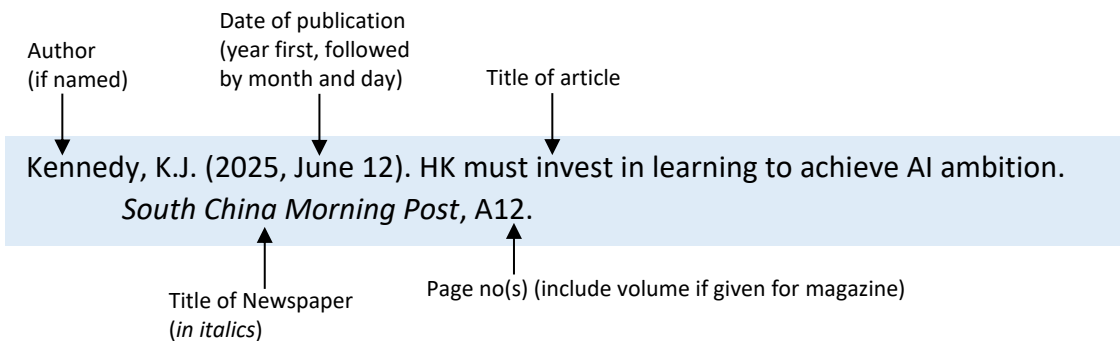 Author
(if named)
Date of publication
(year first, followed
by month and day)
Title of article
Kennedy, K.J. (2025, June 12). HK must invest in learning to achieve AI ambition.
South China Morning Post, A12.
Title of Newspaper
(in italics)
Page no(s) (include volume if given for magazine)